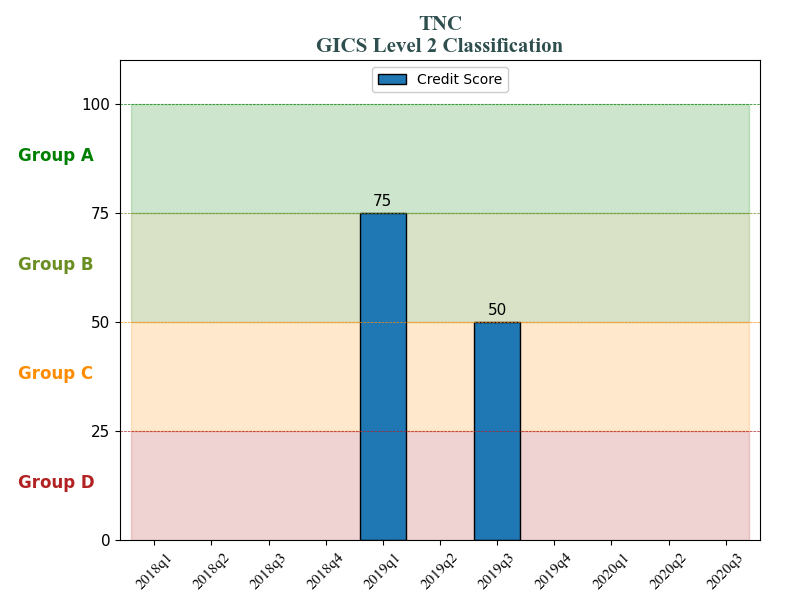 TNC
GICS Level 2 Classification
Credit Score
100
Group A
75
75
Group B
50
50
Group C
25
Group D
0
2018q1 2018q2 2018q3 2018q4 2019q1 2019q2 2019q3 2019q4 2020q1 2020q2 2020q3